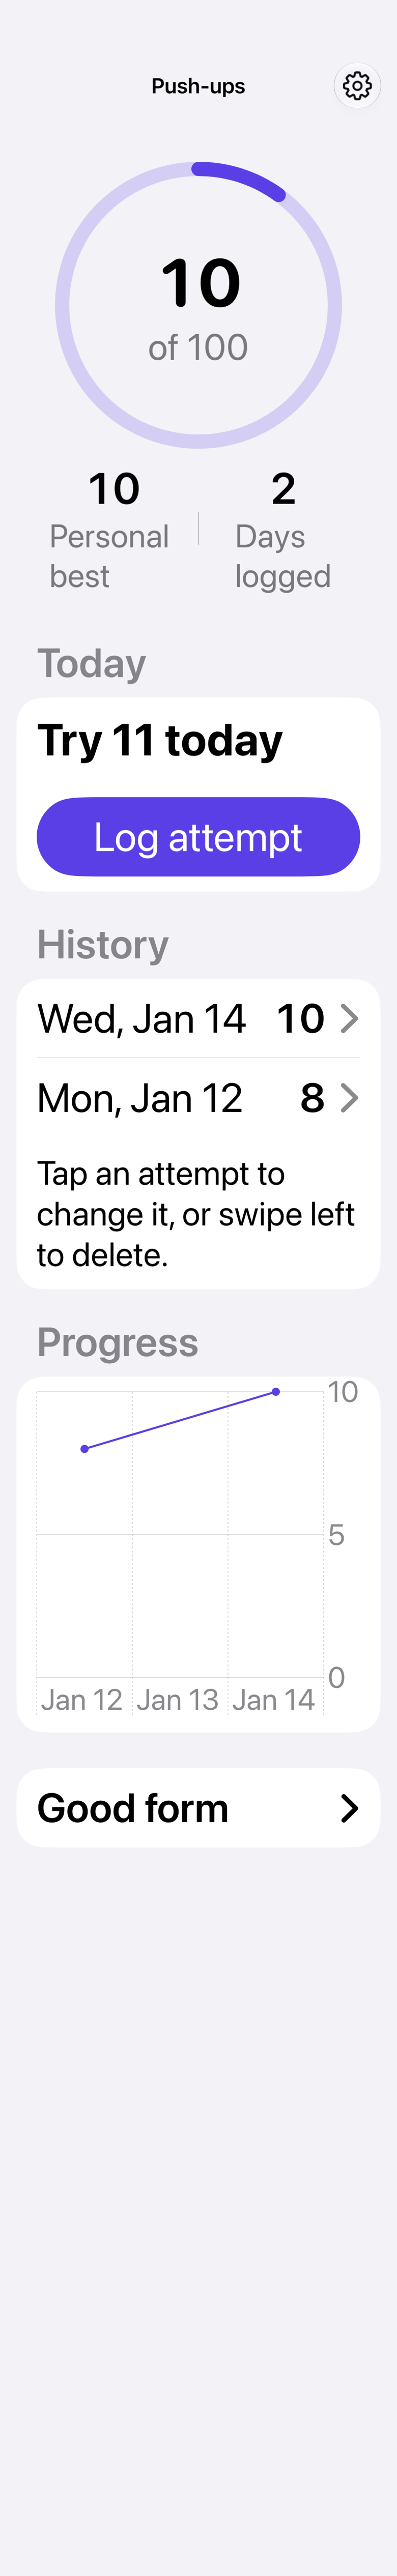 Push-ups
10
of 100
10
Personal
best
2
Days
logged
Today
Try 11 today
Log attempt
History
Wed, Jan 14 10
Mon, Jan 12 8
Tap an attempt to
change it, or swipe left
to delete.
Progress
10
5
0
Jan 12 Jan 13 Jan 14
Good form